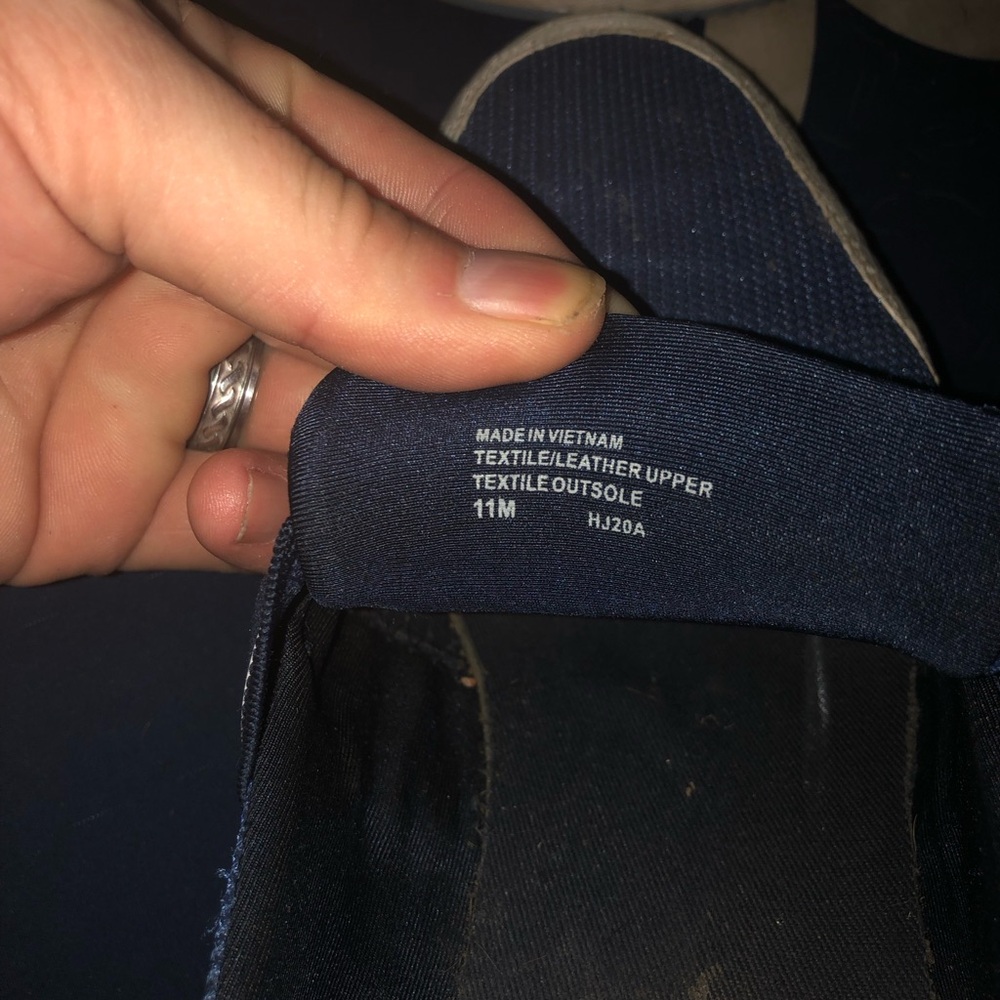 MADE IN VIETNAM
TEXTILE/LEATHER UPPER
TEXTILE OUTSOLE
11M HJ20A